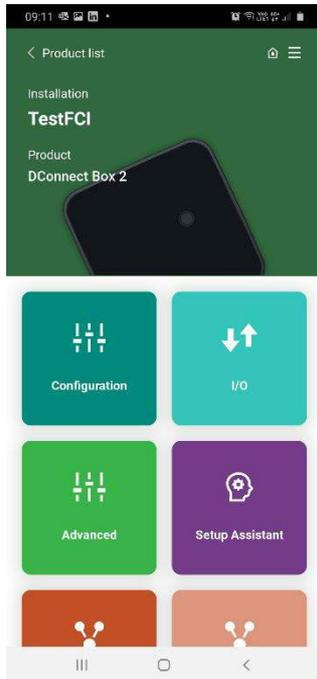 09:11
Product list
Installation
TestFCI
Product
DConnect Box 2
Configuration
I/O
Advanced
Setup Assistant